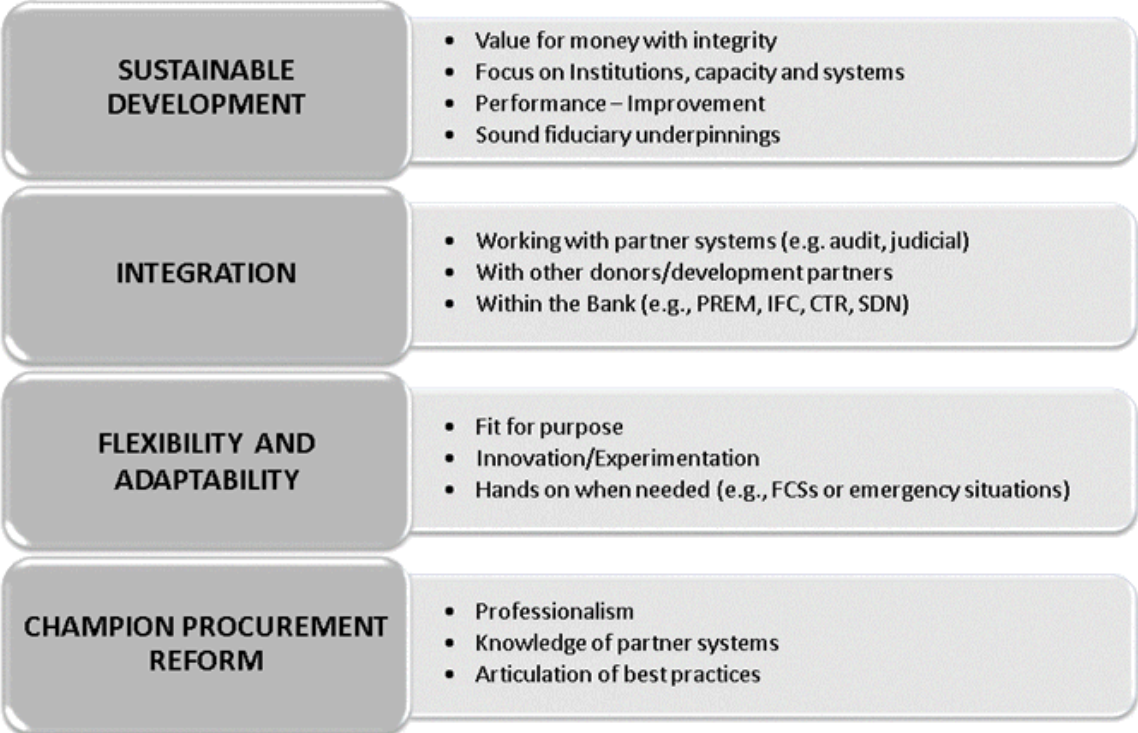 SUSTAINABLE
DEVELOPMENT
• Value for money with integrity
• Focus on Institutions, capacity and systems
• Performance – Improvement
• Sound fiduciary underpinnings
INTEGRATION
• Working with partner systems (e.g. audit, judicial)
• With other donors/development partners
• Within the Bank (e.g., PREM, IFC, CTR, SDN)
FLEXIBILITY AND
ADAPTABILITY
• Fit for purpose
• Innovation/Experimentation
• Hands on when needed (e.g., FCSs or emergency situations)
CHAMPION PROCUREMENT
REFORM
• Professionalism
• Knowledge of partner systems
• Articulation of best practices